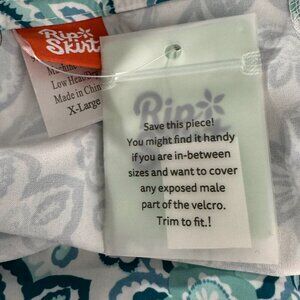 Rip
Skirt
Machine
Low Heat
Made in China
X-Large
Rip
Save this piece!
You might find it handy
if you are in-between
sizes and want to cover
any exposed male
part of the velcro.
Trim to fit.!